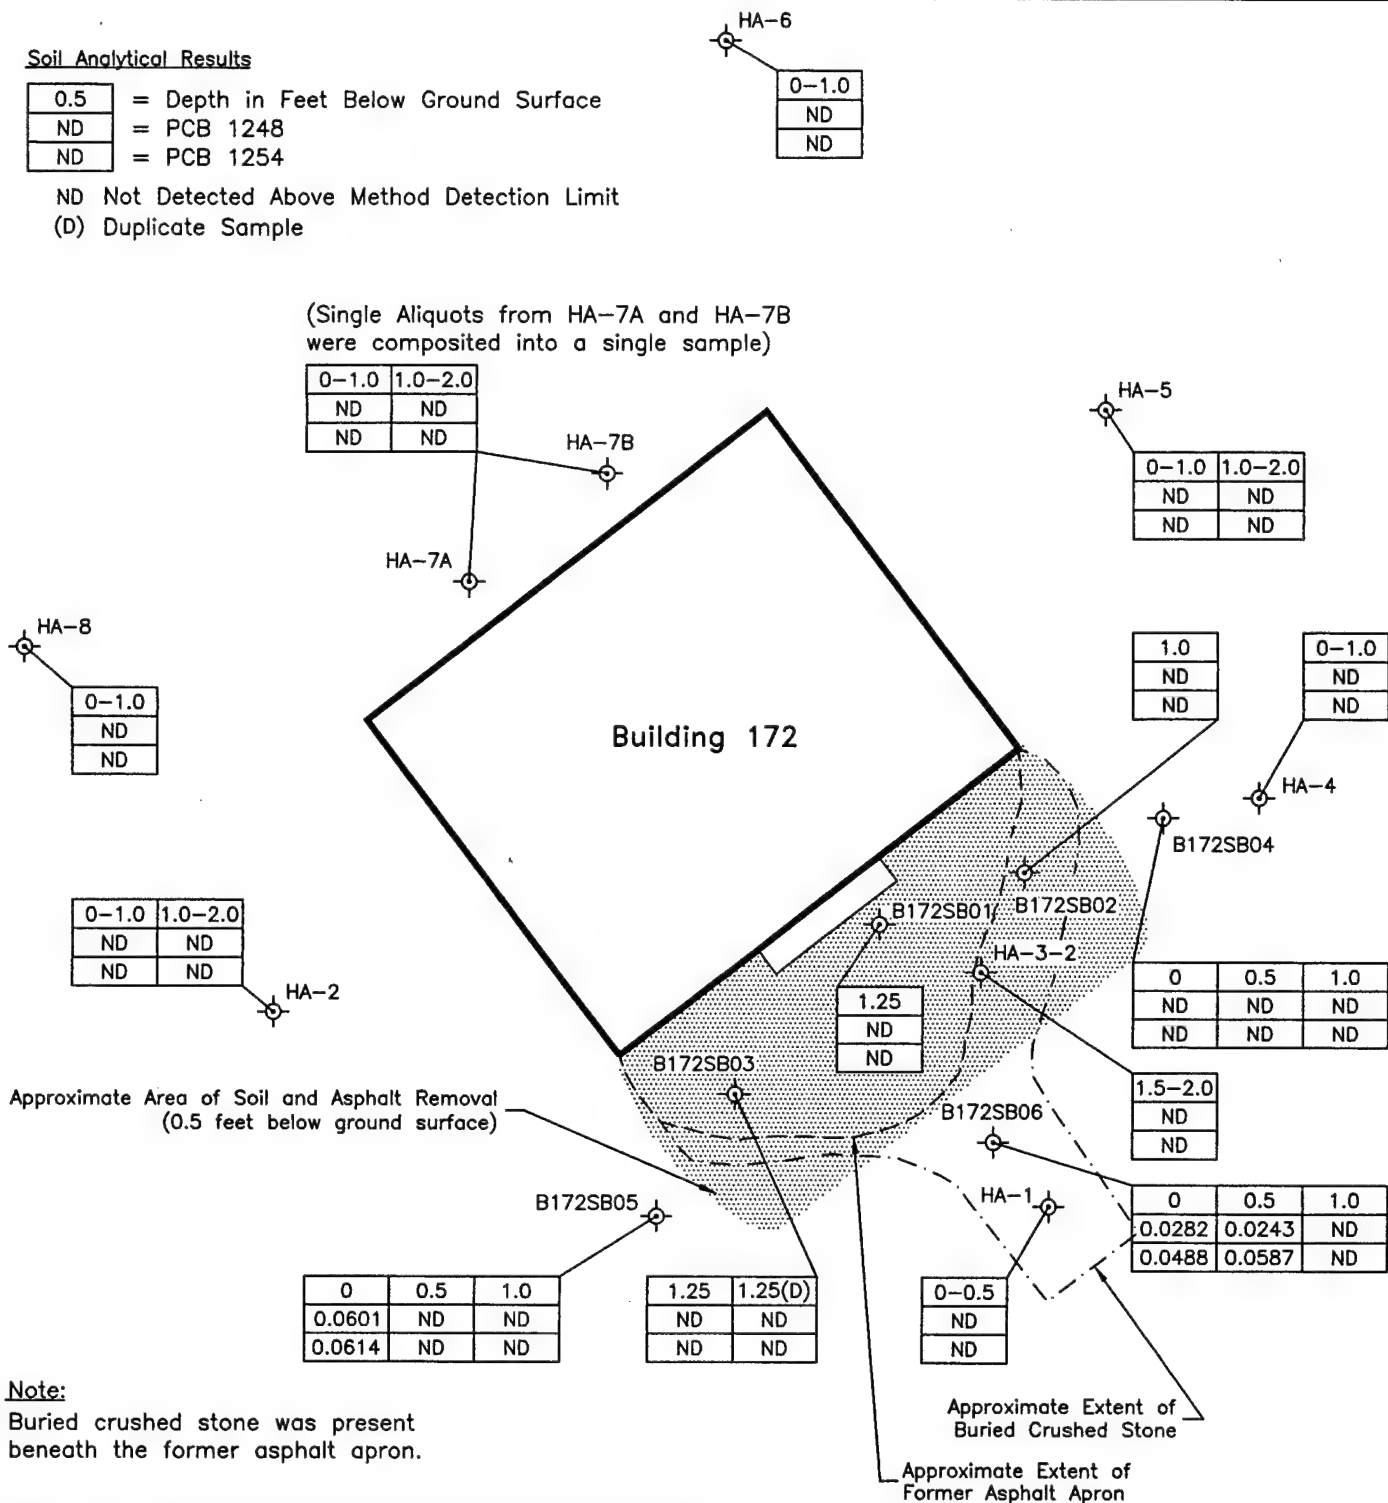 HA-6
Soil Analytical Results
0.5 = Depth in Feet Below Ground Surface
ND = PCB 1248
ND = PCB 1254
ND Not Detected Above Method Detection Limit
(D) Duplicate Sample
0-1.0
ND
ND
(Single Aliquots from HA-7A and HA-7B
were composited into a single sample)
0-1.0 1.0-2.0
ND ND
ND ND
HA-7B
HA-7A
HA-5
0-1.0 1.0-2.0
ND ND
ND ND
HA-8
0-1.0
ND
ND
Building 172
1.0
ND
ND
0-1.0
ND
ND
HA-4
B172SB04
0-1.0 1.0-2.0
ND ND
ND ND
HA-2
B172SB01
B172SB02
HA-3-2
1.25
ND
ND
0 0.5 1.0
ND ND ND
ND ND ND
B172SB03
Approximate Area of Soil and Asphalt Removal
(0.5 feet below ground surface)
1.5-2.0
ND
ND
B172SB06
B172SB05
HA-1
0 0.5 1.0
0.0282 0.0243 ND
0.0488 0.0587 ND
0 0.5 1.0
0.0601 ND ND
0.0614 ND ND
1.25 1.25(D)
ND ND
ND ND
0-0.5
ND
ND
Note:
Buried crushed stone was present
beneath the former asphalt apron.
Approximate Extent of
Buried Crushed Stone
Approximate Extent of
Former Asphalt Apron